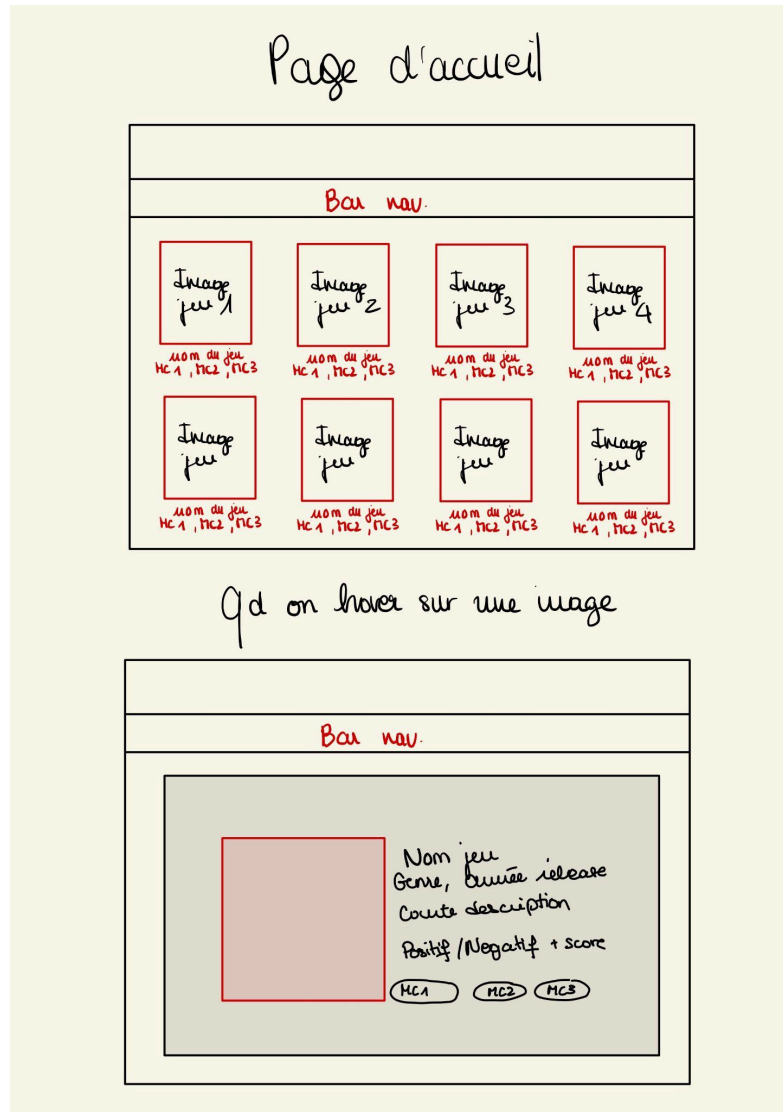 Page d'accueil
Bar nav.
Image jeu 1
Image jeu 2
Image jeu 3
Image jeu 4
nom du jeu
MC1, MC2, MC3
nom du jeu
MC1, MC2, MC3
nom du jeu
MC1, MC2, MC3
nom du jeu
MC1, MC2, MC3
Image jeu
Image jeu
Image jeu
Image jeu
nom du jeu
MC1, MC2, MC3
nom du jeu
MC1, MC2, MC3
nom du jeu
MC1, MC2, MC3
nom du jeu
MC1, MC2, MC3
Qd on hover sur une image
Bar nav.
Nom jeu
Genre, année release
Courte description
Positif/Negatif + score
MC1 MC2 MC3